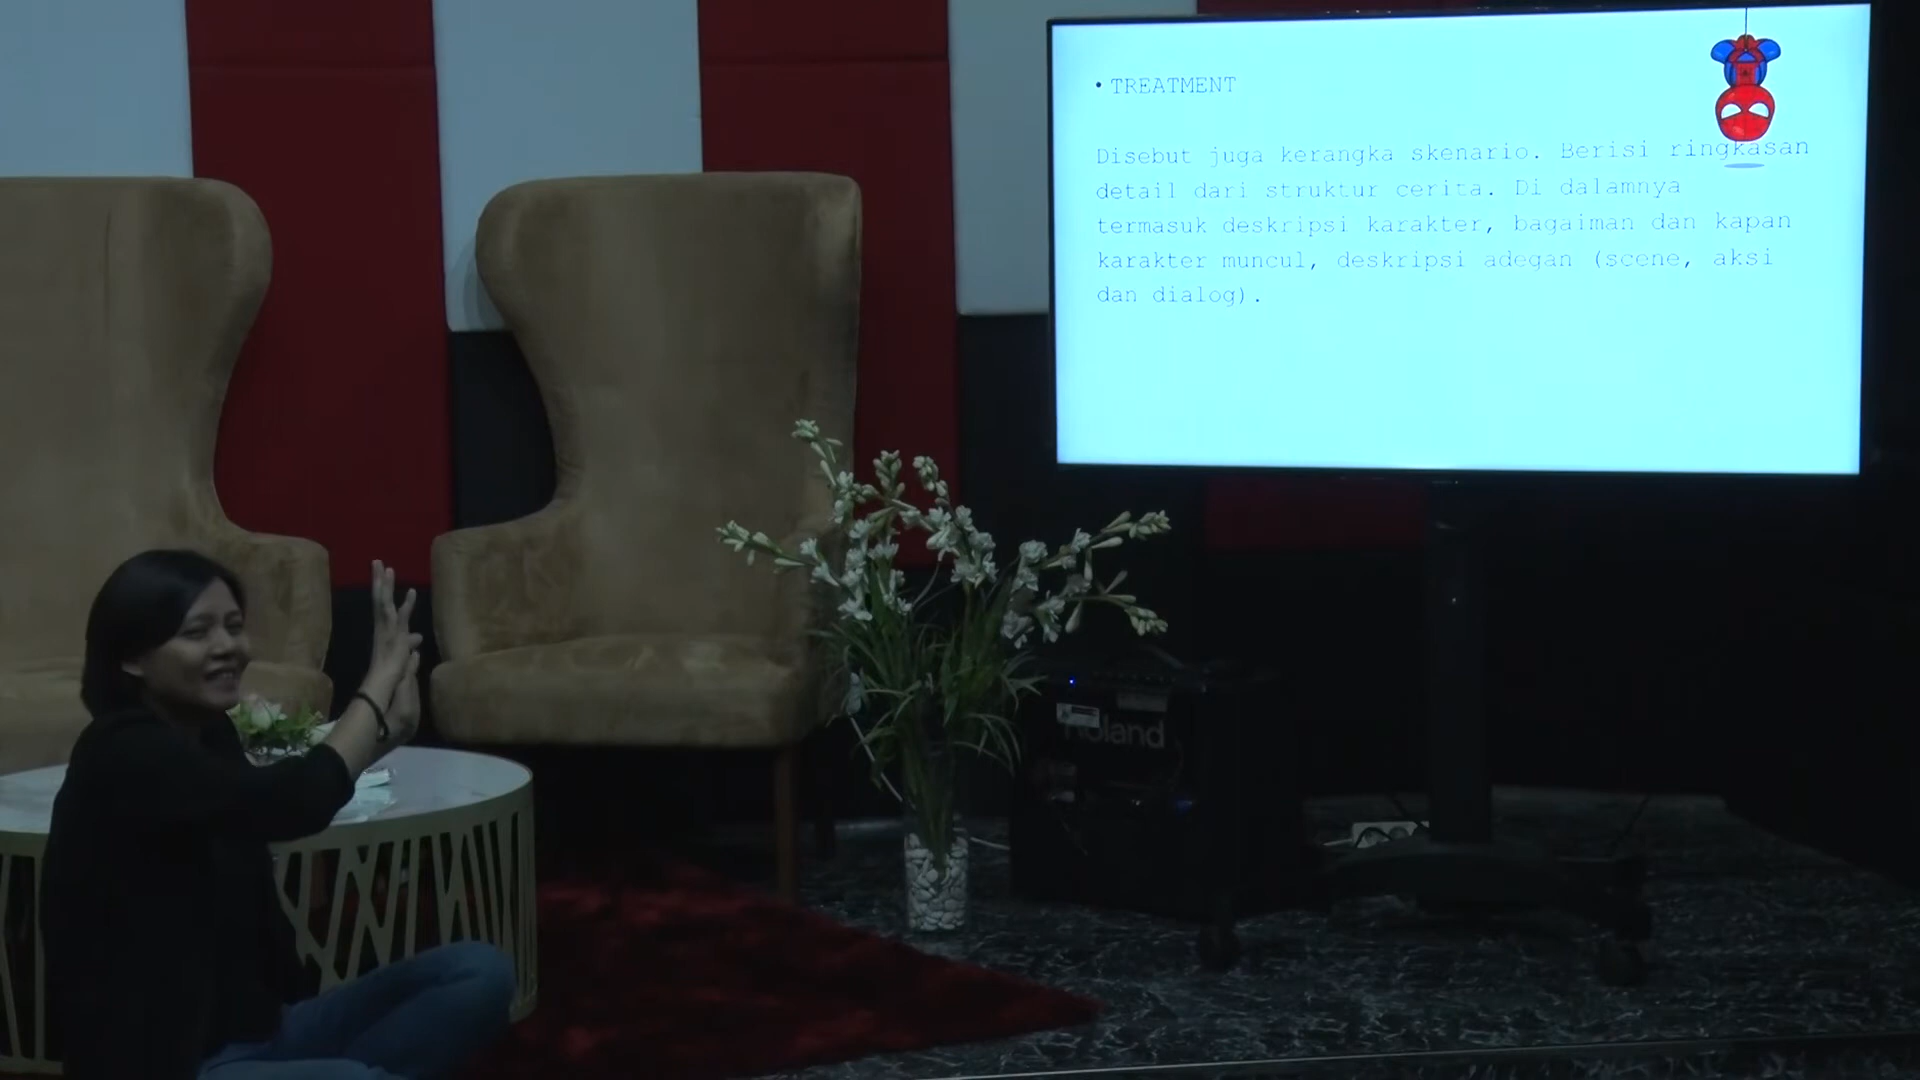 • TREATMENT
Disebut juga kerangka skenario. Berisi ringkasan
detail dari struktur cerita. Di dalamnya
termasuk deskripsi karakter, bagaiman dan kapan
karakter muncul, deskripsi adegan (scene, aksi
dan dialog).
Roland